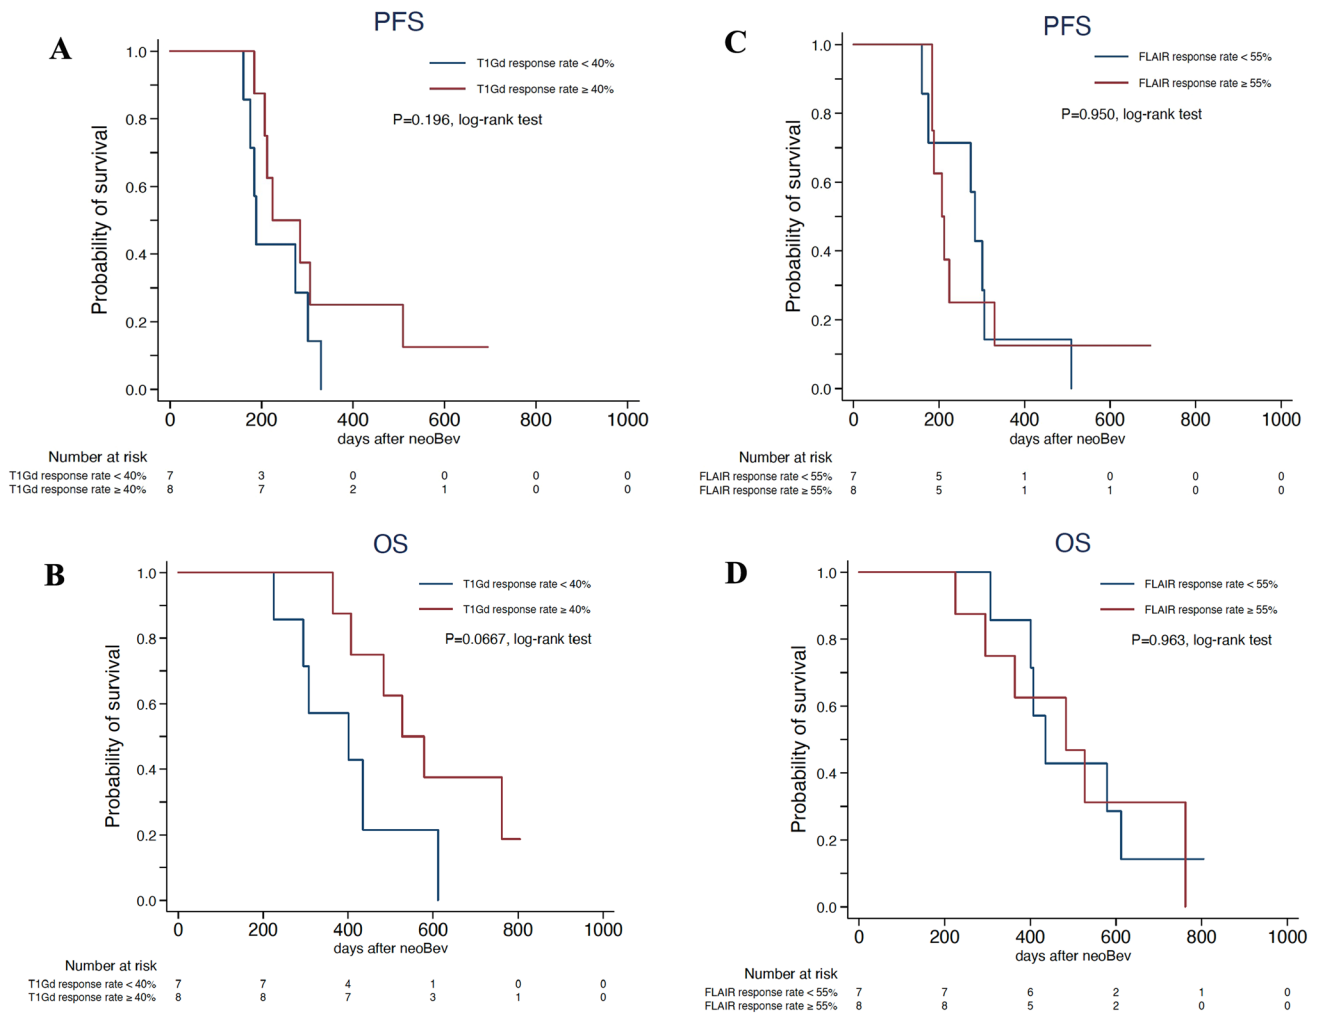 A
PFS
T1Gd response rate < 40%
T1Gd response rate ≥ 40%
P=0.196, log-rank test
Probability of survival
1.0
0.8
0.6
0.4
0.2
0.0
0 200 400 600 800 1000
days after neoBev
Number at risk
T1Gd response rate < 40% 7 3 0 0 0 0
T1Gd response rate ≥ 40% 8 7 2 1 0 0
C
PFS
FLAIR response rate < 55%
FLAIR response rate ≥ 55%
P=0.950, log-rank test
Probability of survival
1.0
0.8
0.6
0.4
0.2
0.0
0 200 400 600 800 1000
days after neoBev
Number at risk
FLAIR response rate < 55% 7 5 1 0 0 0
FLAIR response rate ≥ 55% 8 5 1 1 0 0
B
OS
T1Gd response rate < 40%
T1Gd response rate ≥ 40%
P=0.0667, log-rank test
Probability of survival
1.0
0.8
0.6
0.4
0.2
0.0
0 200 400 600 800 1000
days after neoBev
Number at risk
T1Gd response rate < 40% 7 7 4 1 0 0
T1Gd response rate ≥ 40% 8 8 7 3 1 0
D
OS
FLAIR response rate < 55%
FLAIR response rate ≥ 55%
P=0.963, log-rank test
Probability of survival
1.0
0.8
0.6
0.4
0.2
0.0
0 200 400 600 800 1000
days after neoBev
Number at risk
FLAIR response rate < 55% 7 7 6 2 1 0
FLAIR response rate ≥ 55% 8 8 5 2 0 0